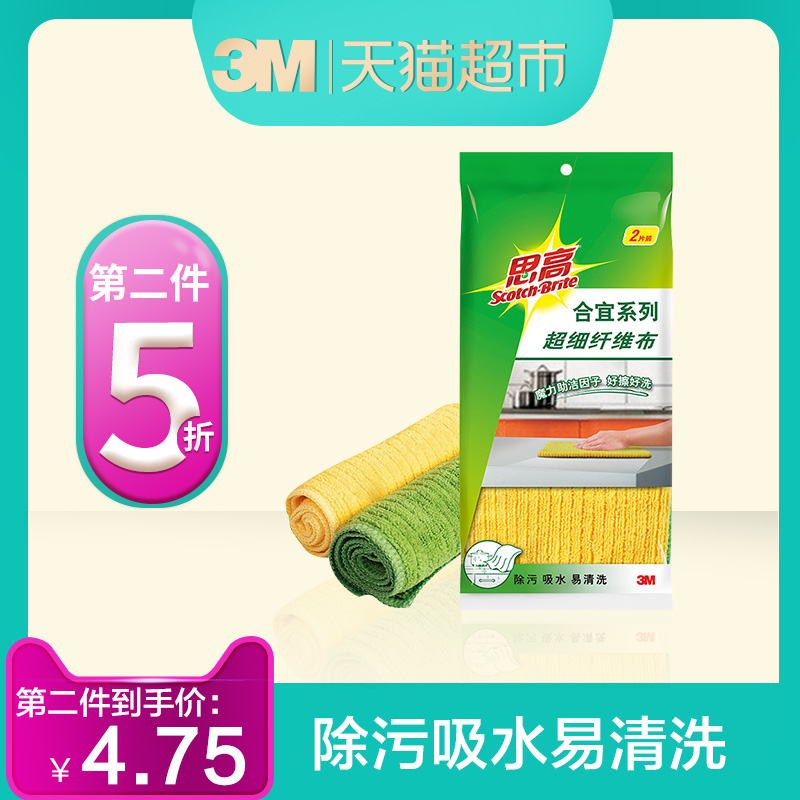 3M|天猫超市
第二件
5折
2片装
思高
Scotch-Brite
合宜系列
超细纤维布
魔力助洁因子 好擦好洗
除污 吸水 易清洗
3M
第二件到手价：
¥4.75
除污吸水易清洗